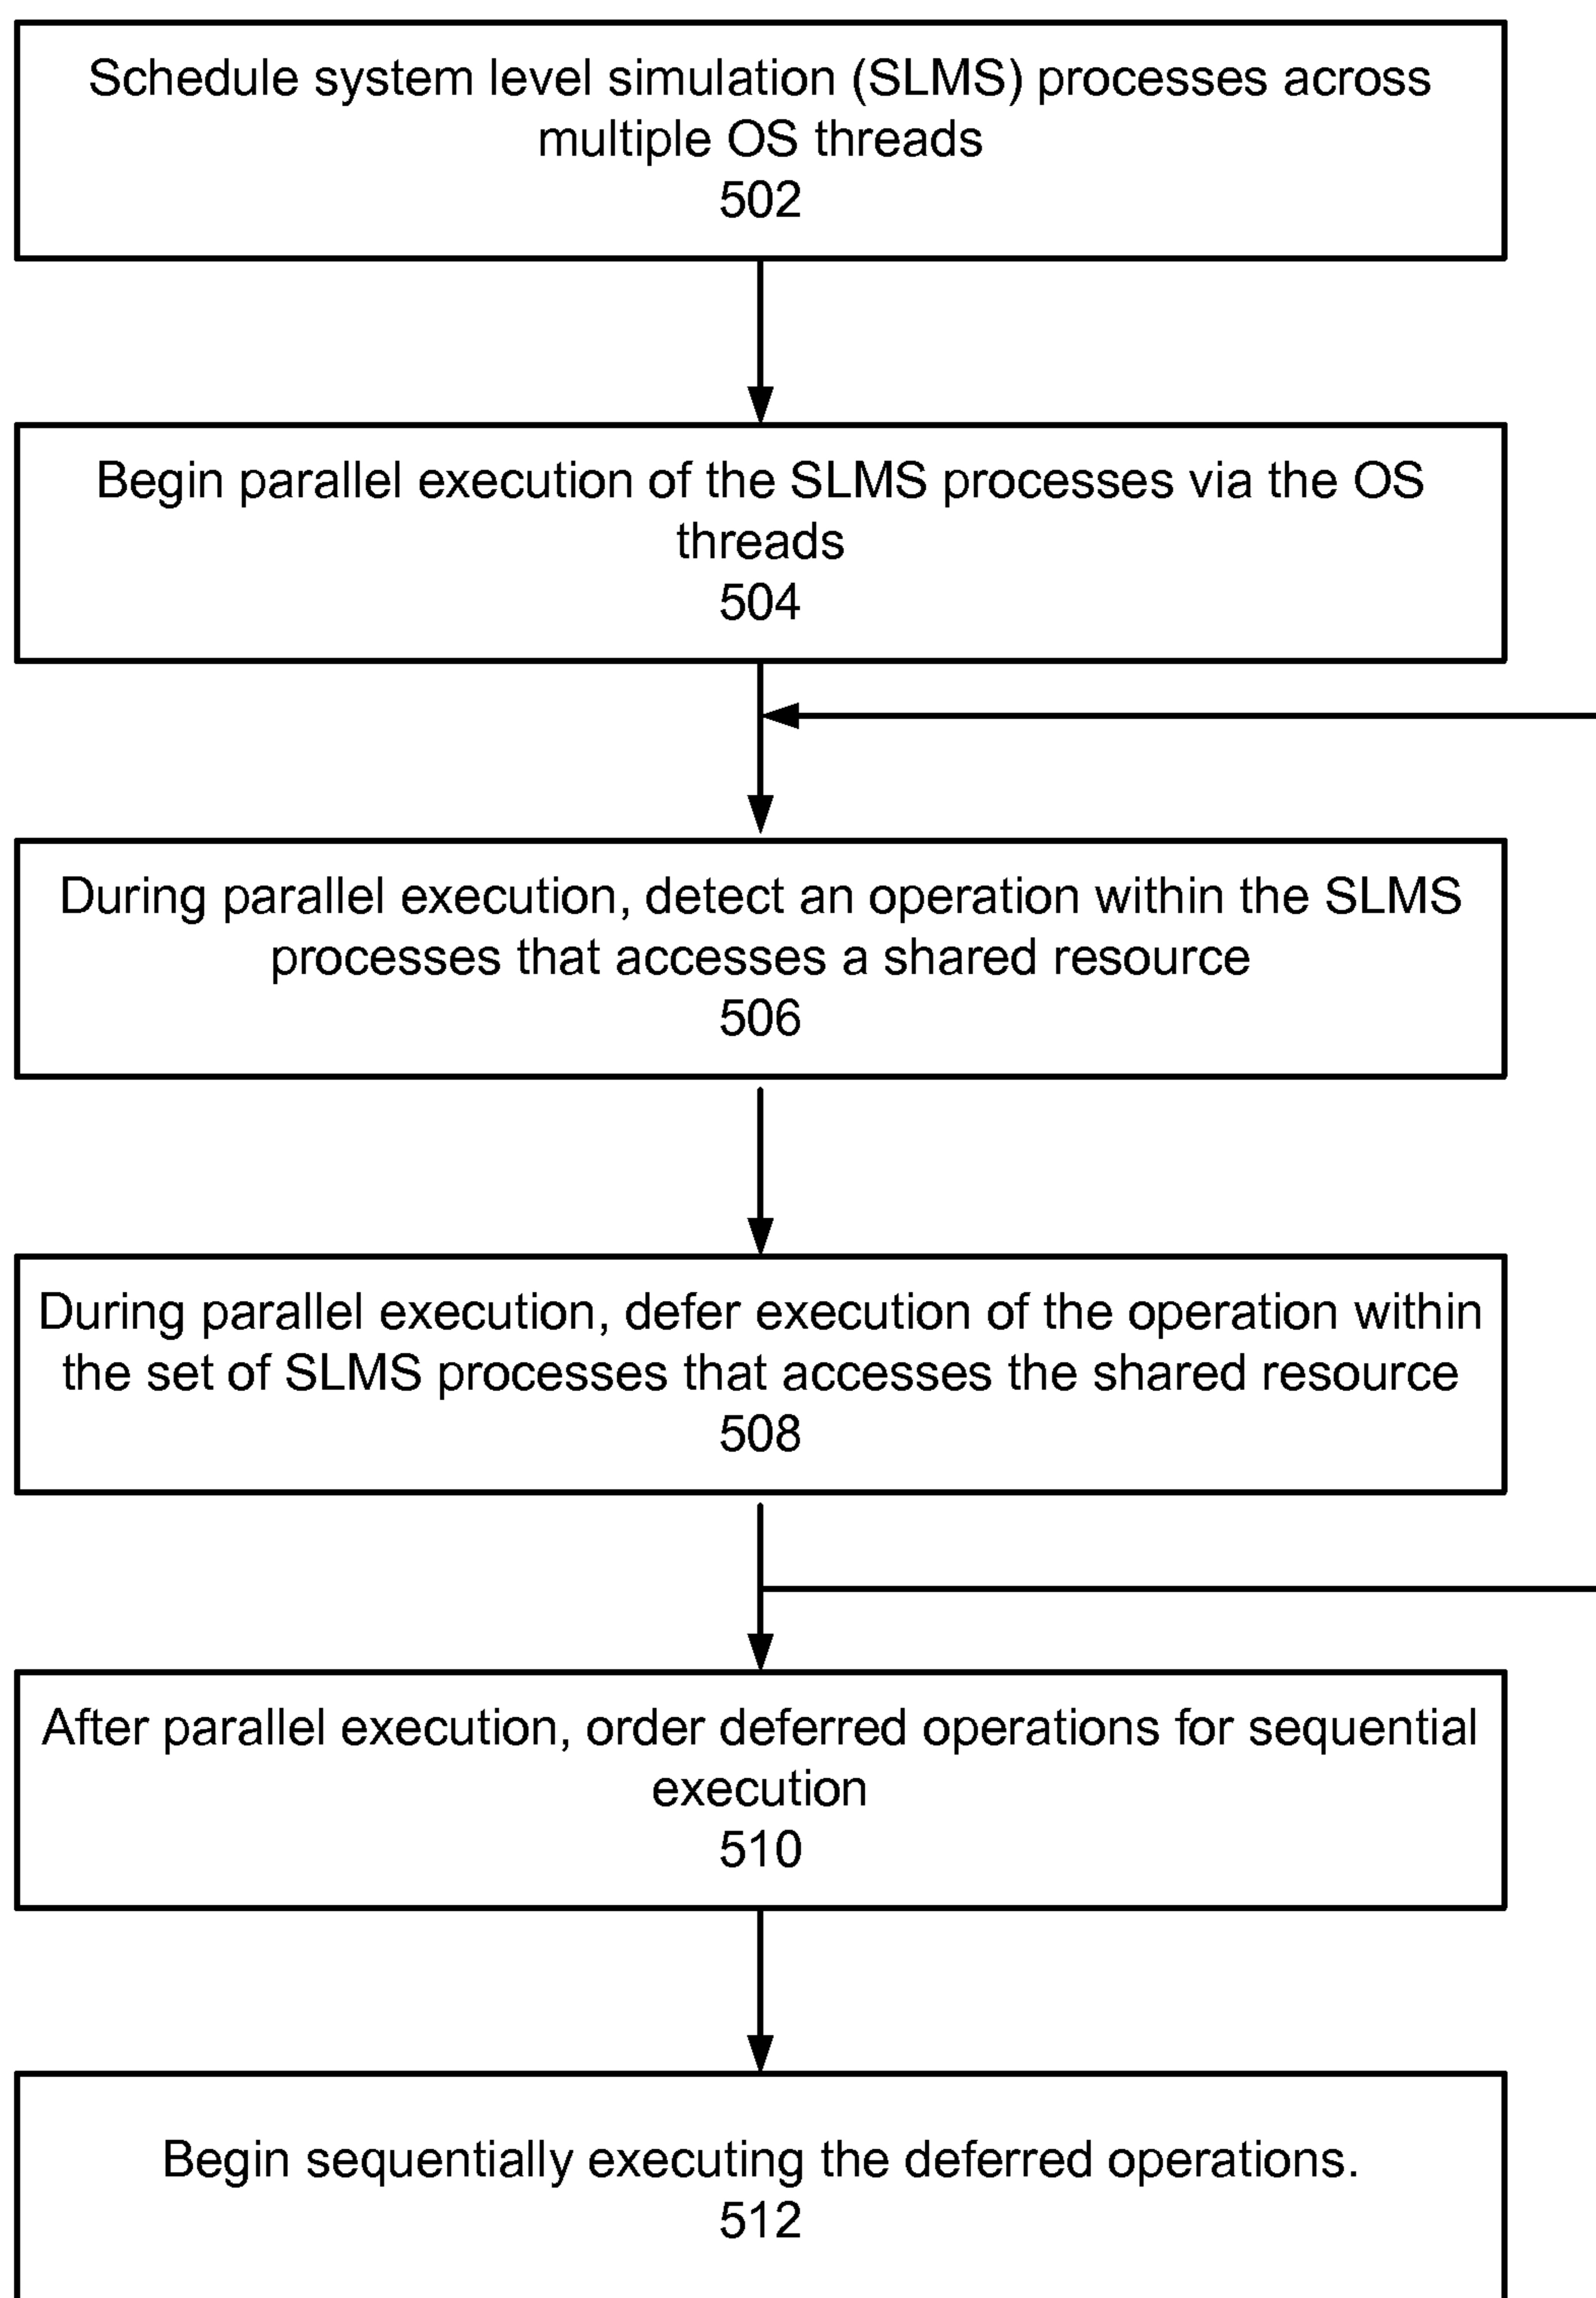 Schedule system level simulation (SLMS) processes across
multiple OS threads
502
Begin parallel execution of the SLMS processes via the OS
threads
504
During parallel execution, detect an operation within the SLMS
processes that accesses a shared resource
506
During parallel execution, defer execution of the operation within
the set of SLMS processes that accesses the shared resource
508
After parallel execution, order deferred operations for sequential
execution
510
Begin sequentially executing the deferred operations.
512